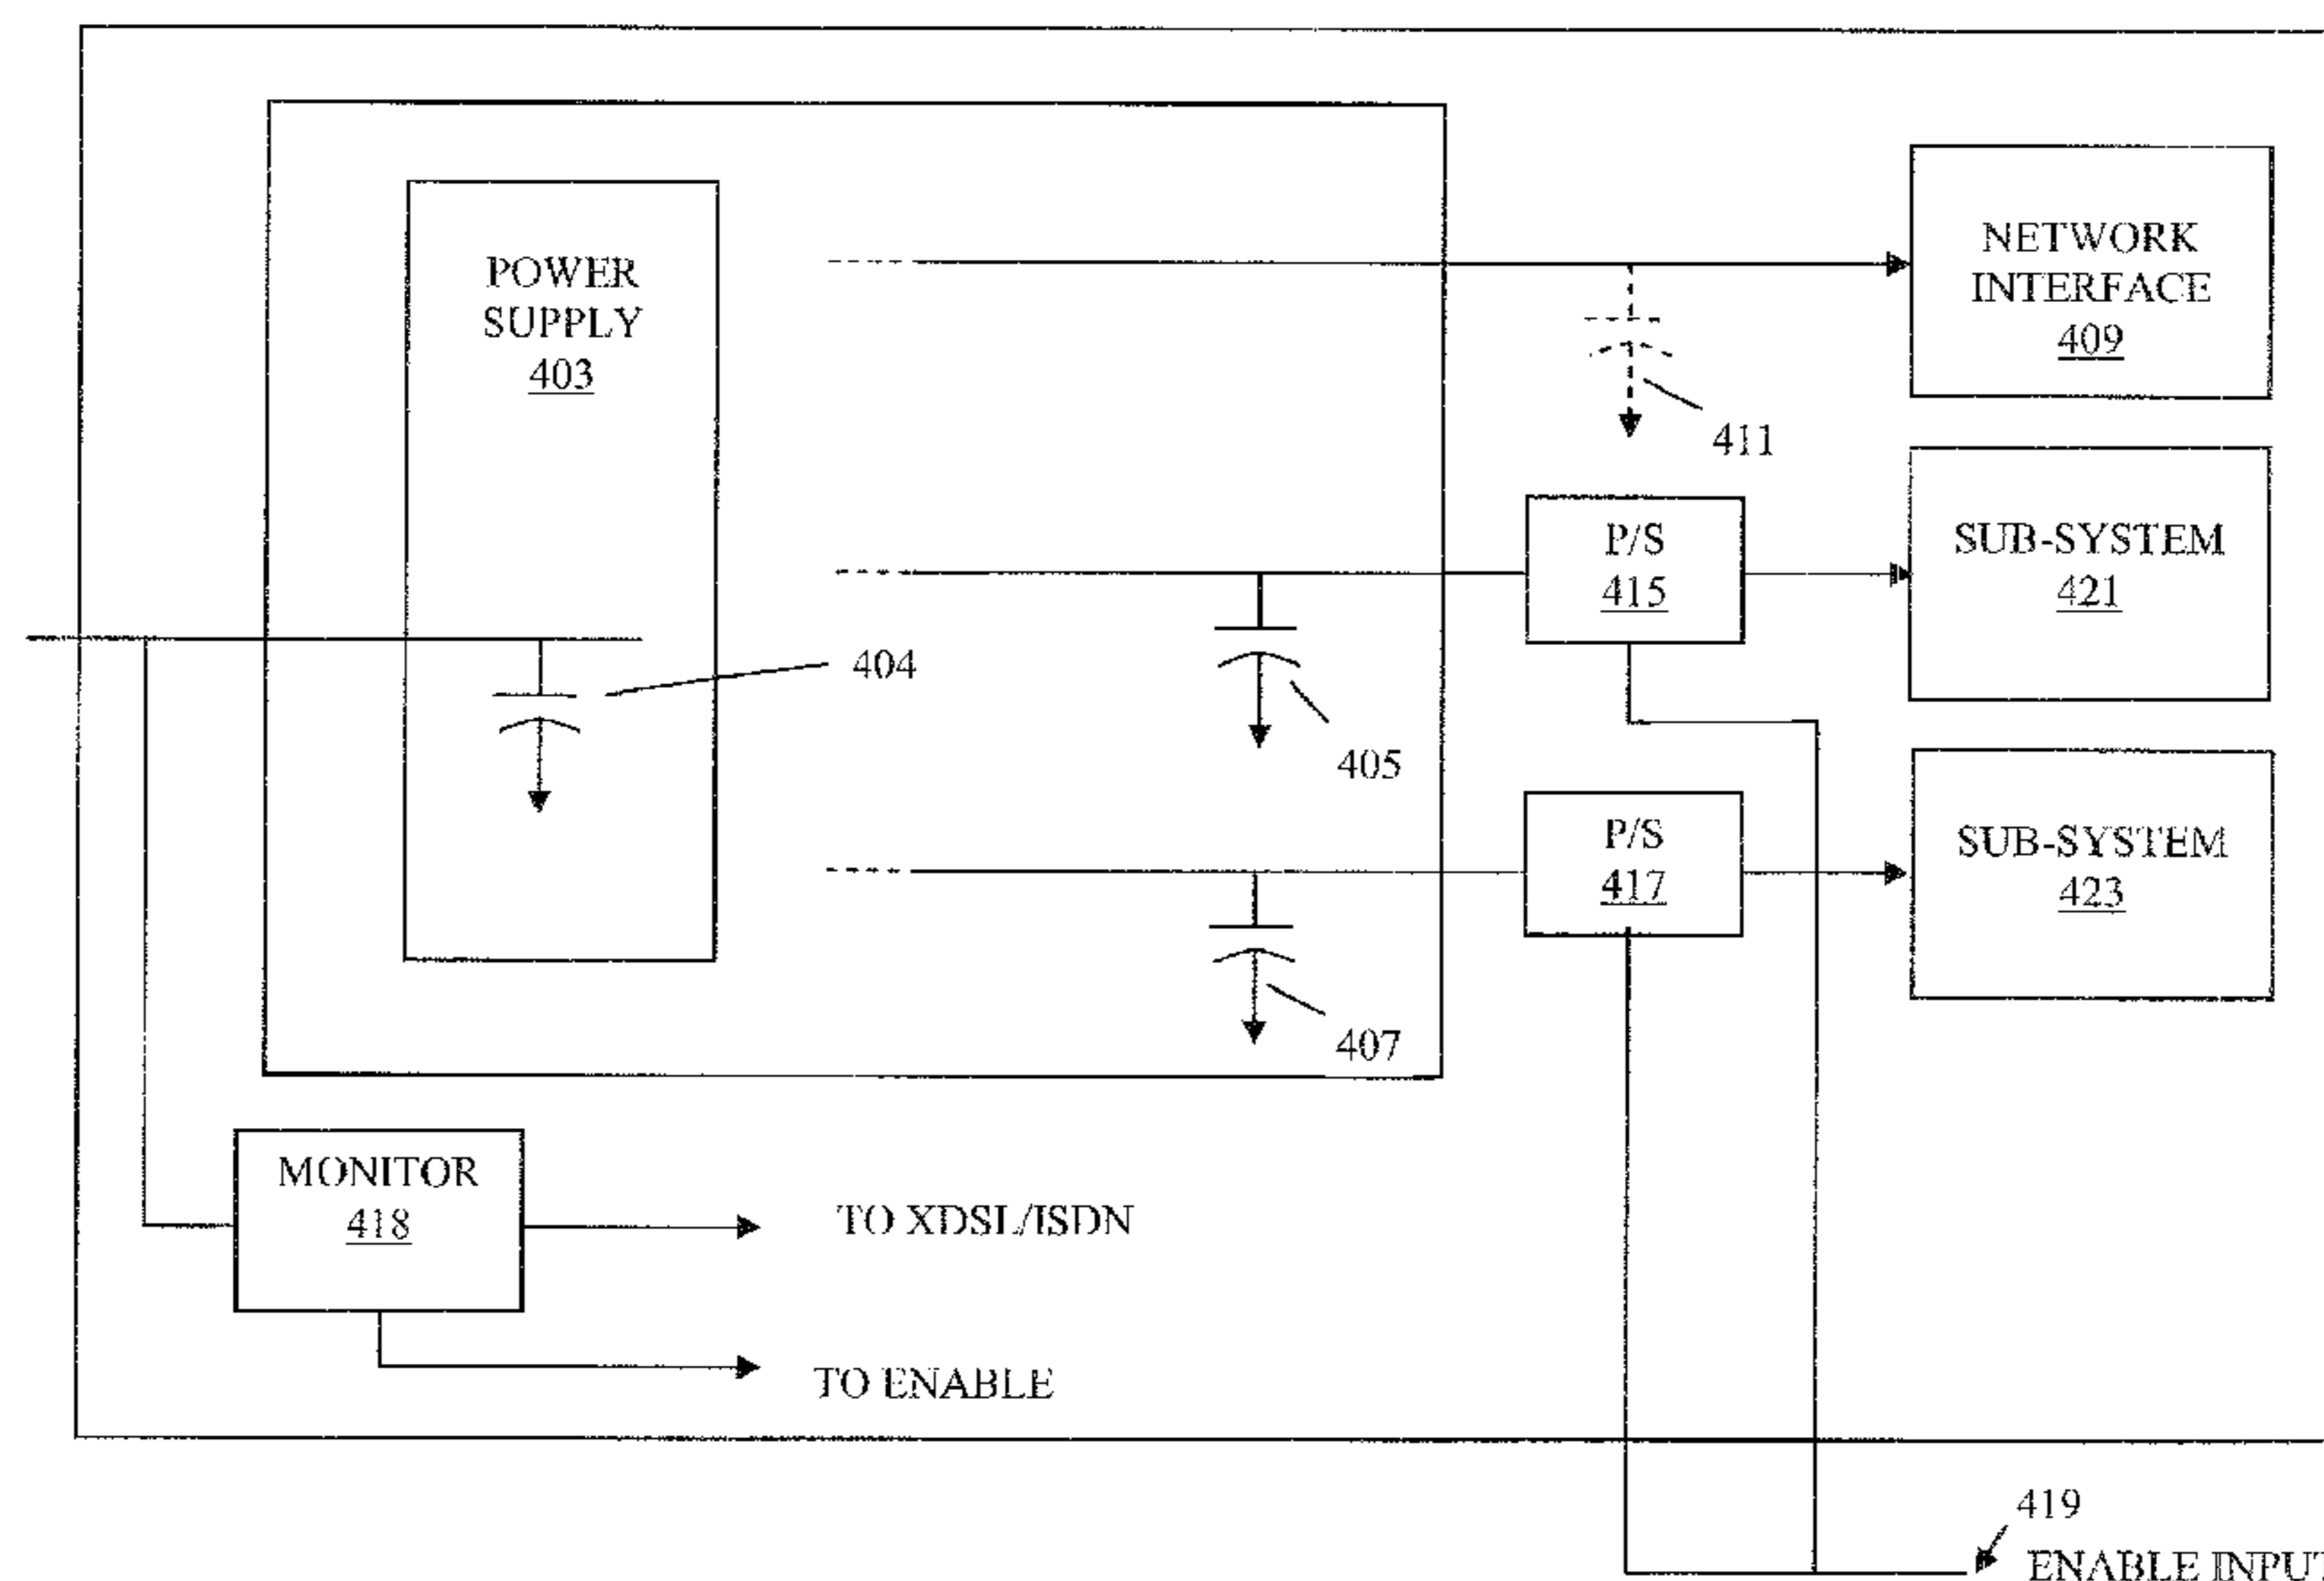 POWER
SUPPLY
403
NETWORK
INTERFACE
409
411
P/S
415
SUB-SYSTEM
421
404
405
P/S
417
SUB-SYSTEM
423
407
MONITOR
418
TO XDSL/ISDN
TO ENABLE
419
ENABLE INPUT